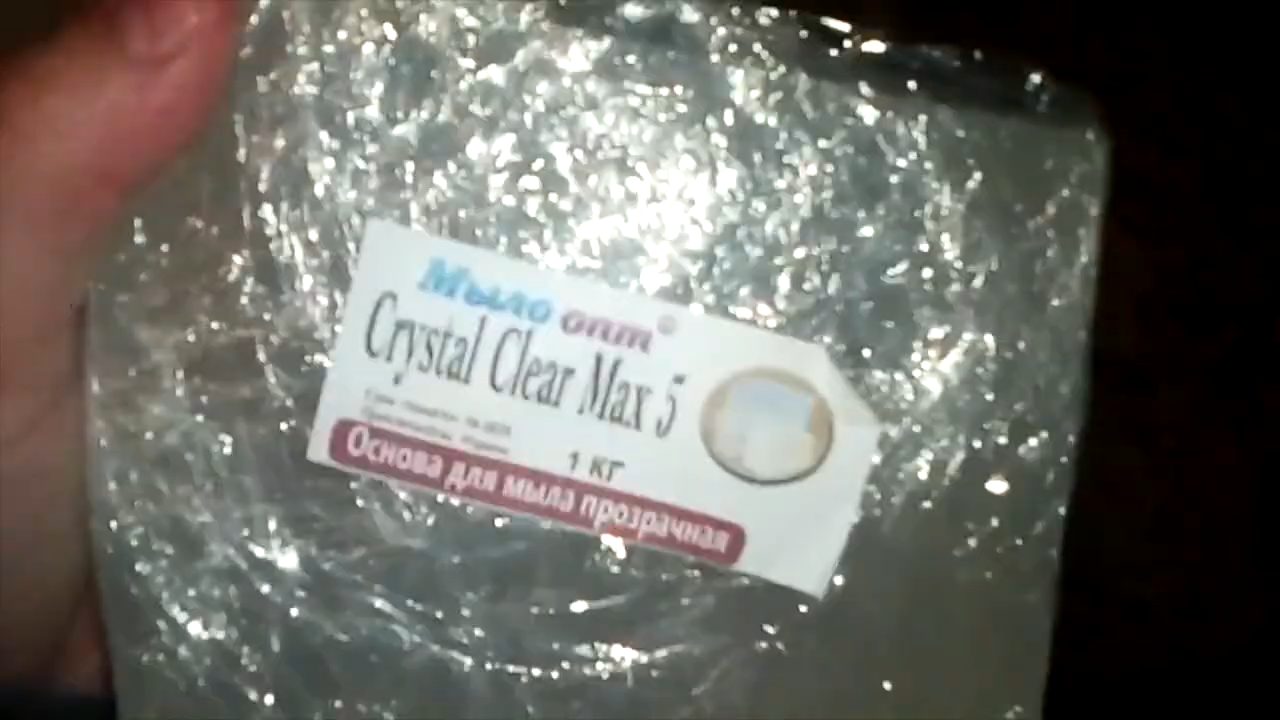 Мыло опт®
Crystal Clear Max 5
1 кг
Основа для мыла прозрачная